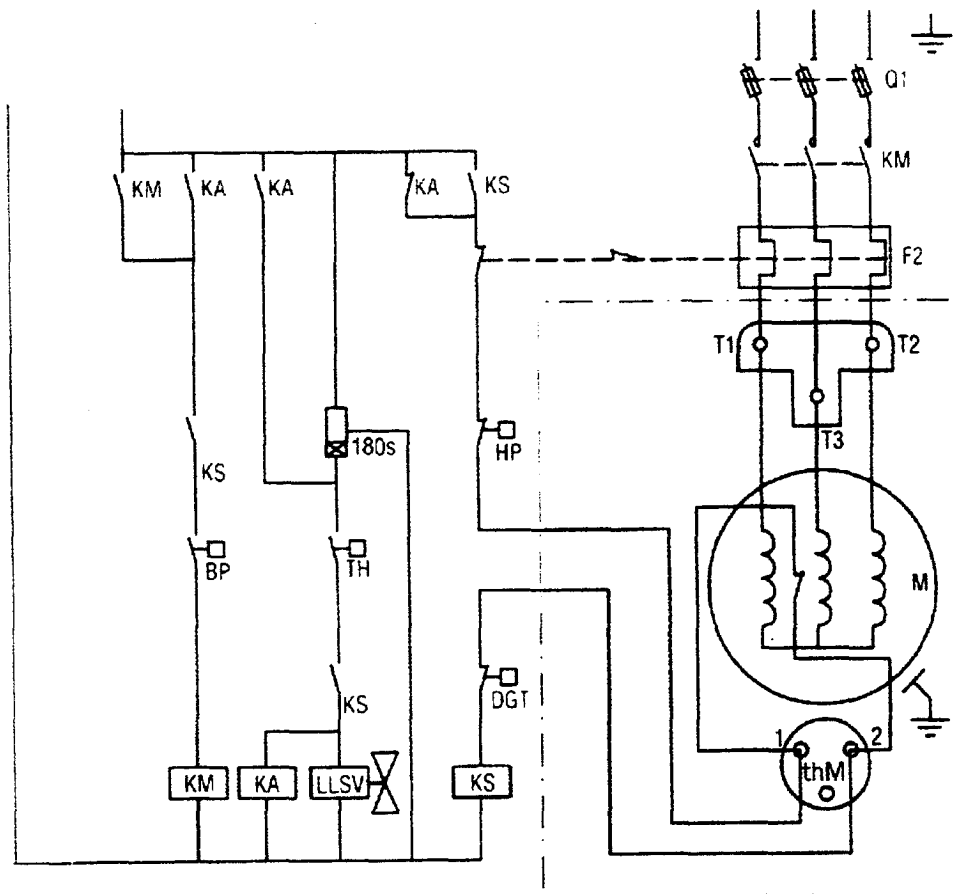 Q1
KM
KM KA KA KA KS
F2
T1 T2
180s HP T3
KS
BP TH M
KS DGT
1 2
thM
KM KA LLSV KS